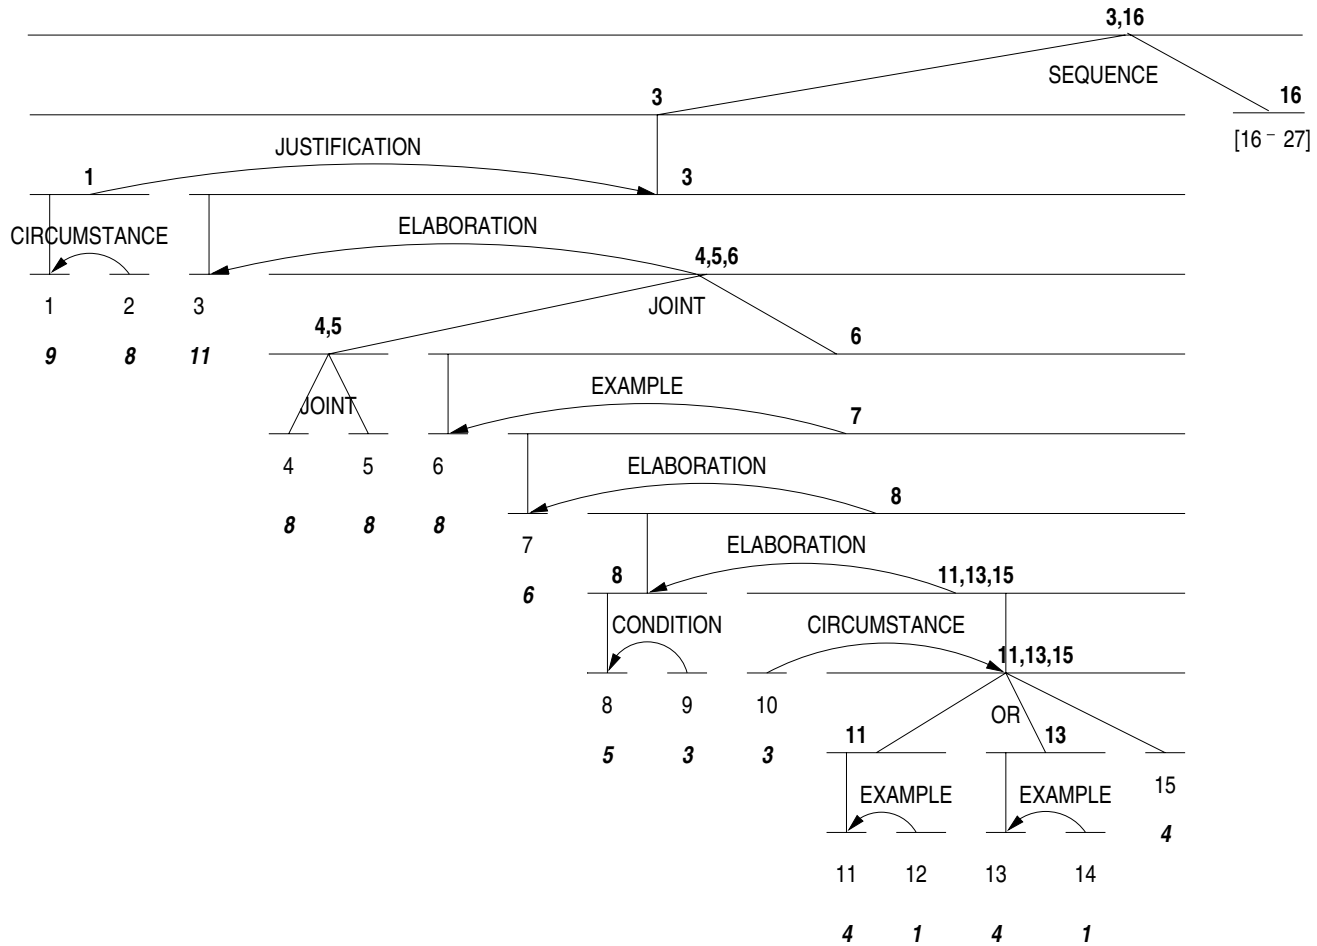 3,16
SEQUENCE
3 16
[16 – 27]
JUSTIFICATION
1 3
CIRCUMSTANCE ELABORATION
4,5,6
1 2 3 JOINT
4,5 6
9 8 11
JOINT EXAMPLE
7
4 5 6 ELABORATION
8
8 8 8
7 ELABORATION
8 11,13,15
6
CONDITION CIRCUMSTANCE
11,13,15
8 9 10 OR
11 13
5 3 3
15
EXAMPLE EXAMPLE
4
11 12 13 14
4 1 4 1